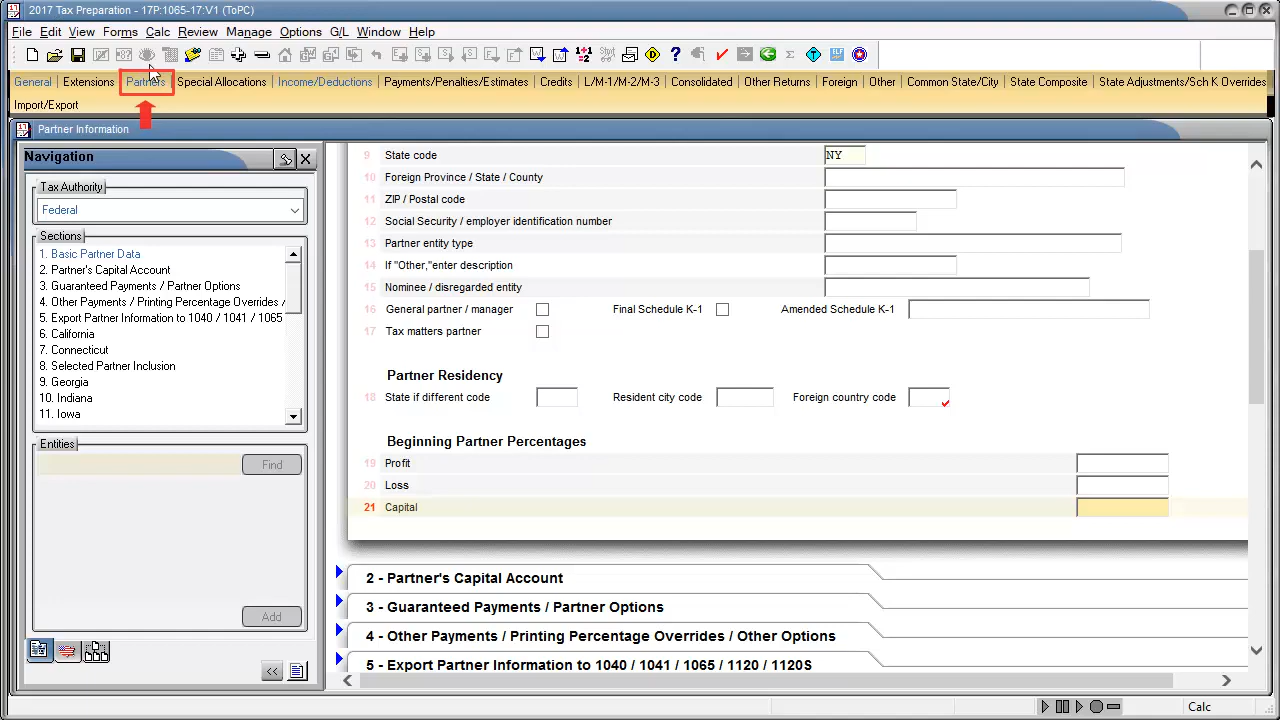 2017 Tax Preparation - 17P:1065-17:V1 (ToPC)
File Edit View Forms Calc Review Manage Options G/L Window Help
General Extensions Partners Special Allocations Income/Deductions Payments/Penalties/Estimates Credits L/M-1/M-2/M-3 Consolidated Other Returns Foreign Other Common State/City State Composite State Adjustments/Sch K Overrides
Import/Export
Partner Information
Navigation
Tax Authority
Federal
Sections
1. Basic Partner Data
2. Partner's Capital Account
3. Guaranteed Payments / Partner Options
4. Other Payments / Printing Percentage Overrides /
5. Export Partner Information to 1040 / 1041 / 1065
6. California
7. Connecticut
8. Selected Partner Inclusion
9. Georgia
10. Indiana
11. Iowa
Entities
Find
Add
<<
9 State code NY
10 Foreign Province / State / County
11 ZIP / Postal code
12 Social Security / employer identification number
13 Partner entity type
14 If "Other,"enter description
15 Nominee / disregarded entity
16 General partner / manager Final Schedule K-1 Amended Schedule K-1
17 Tax matters partner
Partner Residency
18 State if different code Resident city code Foreign country code
Beginning Partner Percentages
19 Profit
20 Loss
21 Capital
2 - Partner's Capital Account
3 - Guaranteed Payments / Partner Options
4 - Other Payments / Printing Percentage Overrides / Other Options
5 - Export Partner Information to 1040 / 1041 / 1065 / 1120 / 1120S
Calc